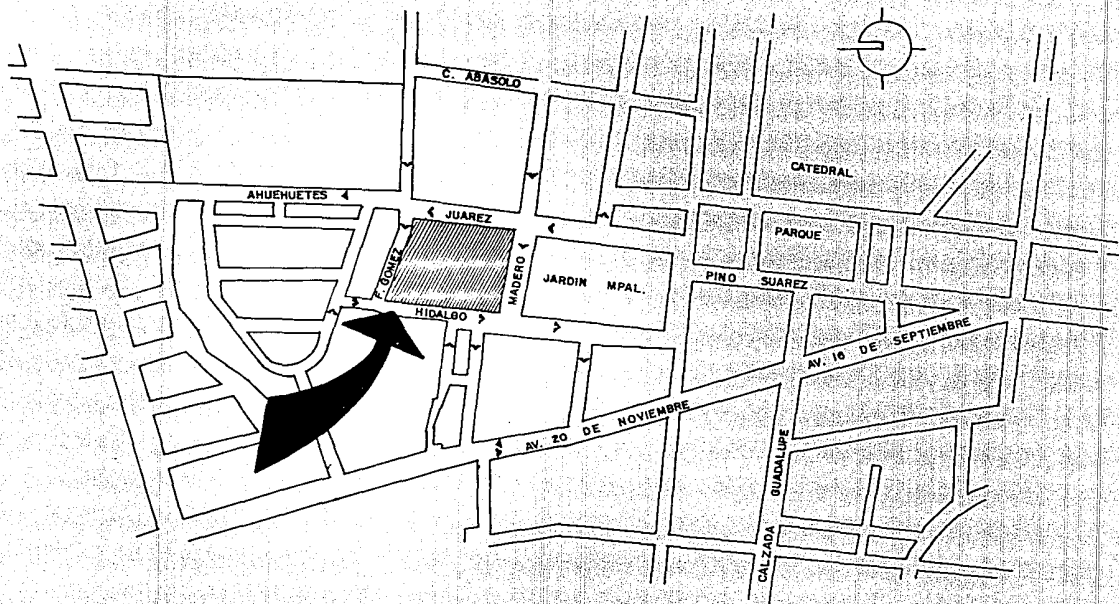 C. ABASOLO
CATEDRAL
AHUEHUETES
JUAREZ
PARQUE
F. GOMEZ
MADERO
JARDIN MPAL.
PINO SUAREZ
HIDALGO
AV. 16 DE SEPTIEMBRE
AV. 20 DE NOVIEMBRE
CALZADA GUADALUPE